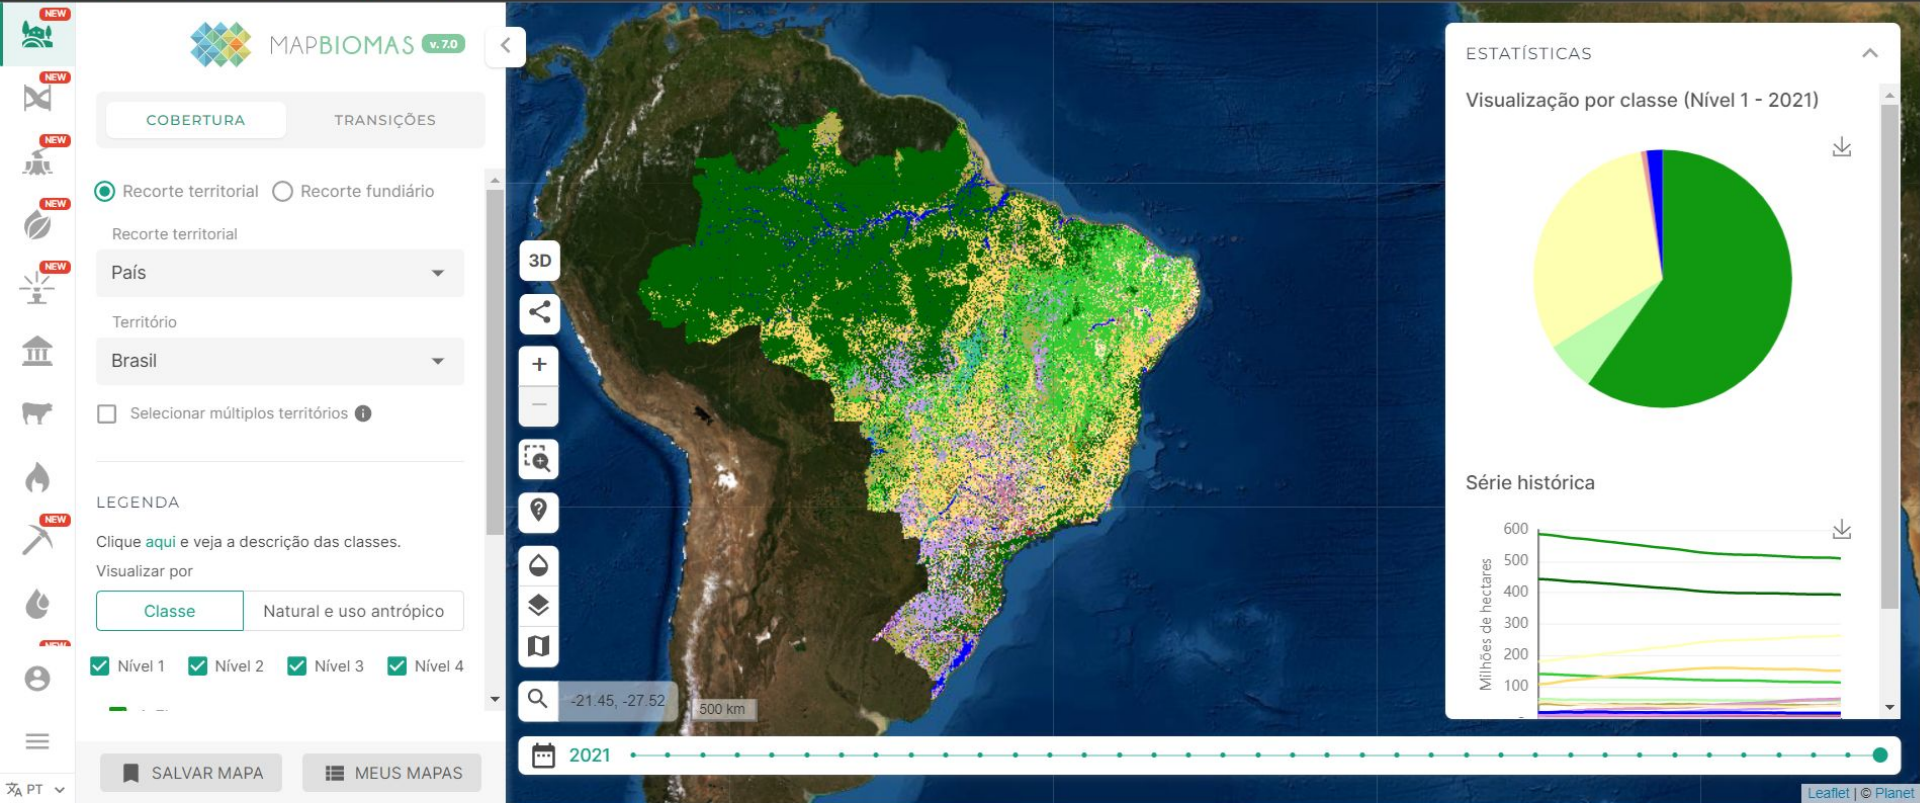 NEW
NEW
NEW
NEW
NEW
NEW
NEW
PT
MAPBIOMAS v. 7.0
COBERTURA
TRANSIÇÕES
Recorte territorial
Recorte fundiário
Recorte territorial
País
Território
Brasil
Selecionar múltiplos territórios
LEGENDA
Clique aqui e veja a descrição das classes.
Visualizar por
Classe
Natural e uso antrópico
Nível 1
Nível 2
Nível 3
Nível 4
SALVAR MAPA
MEUS MAPAS
3D
+
−
-21.45, -27.52
500 km
2021
ESTATÍSTICAS
Visualização por classe (Nível 1 - 2021)
Série histórica
Milhões de hectares
600
500
400
300
200
100
Leaflet | © Planet